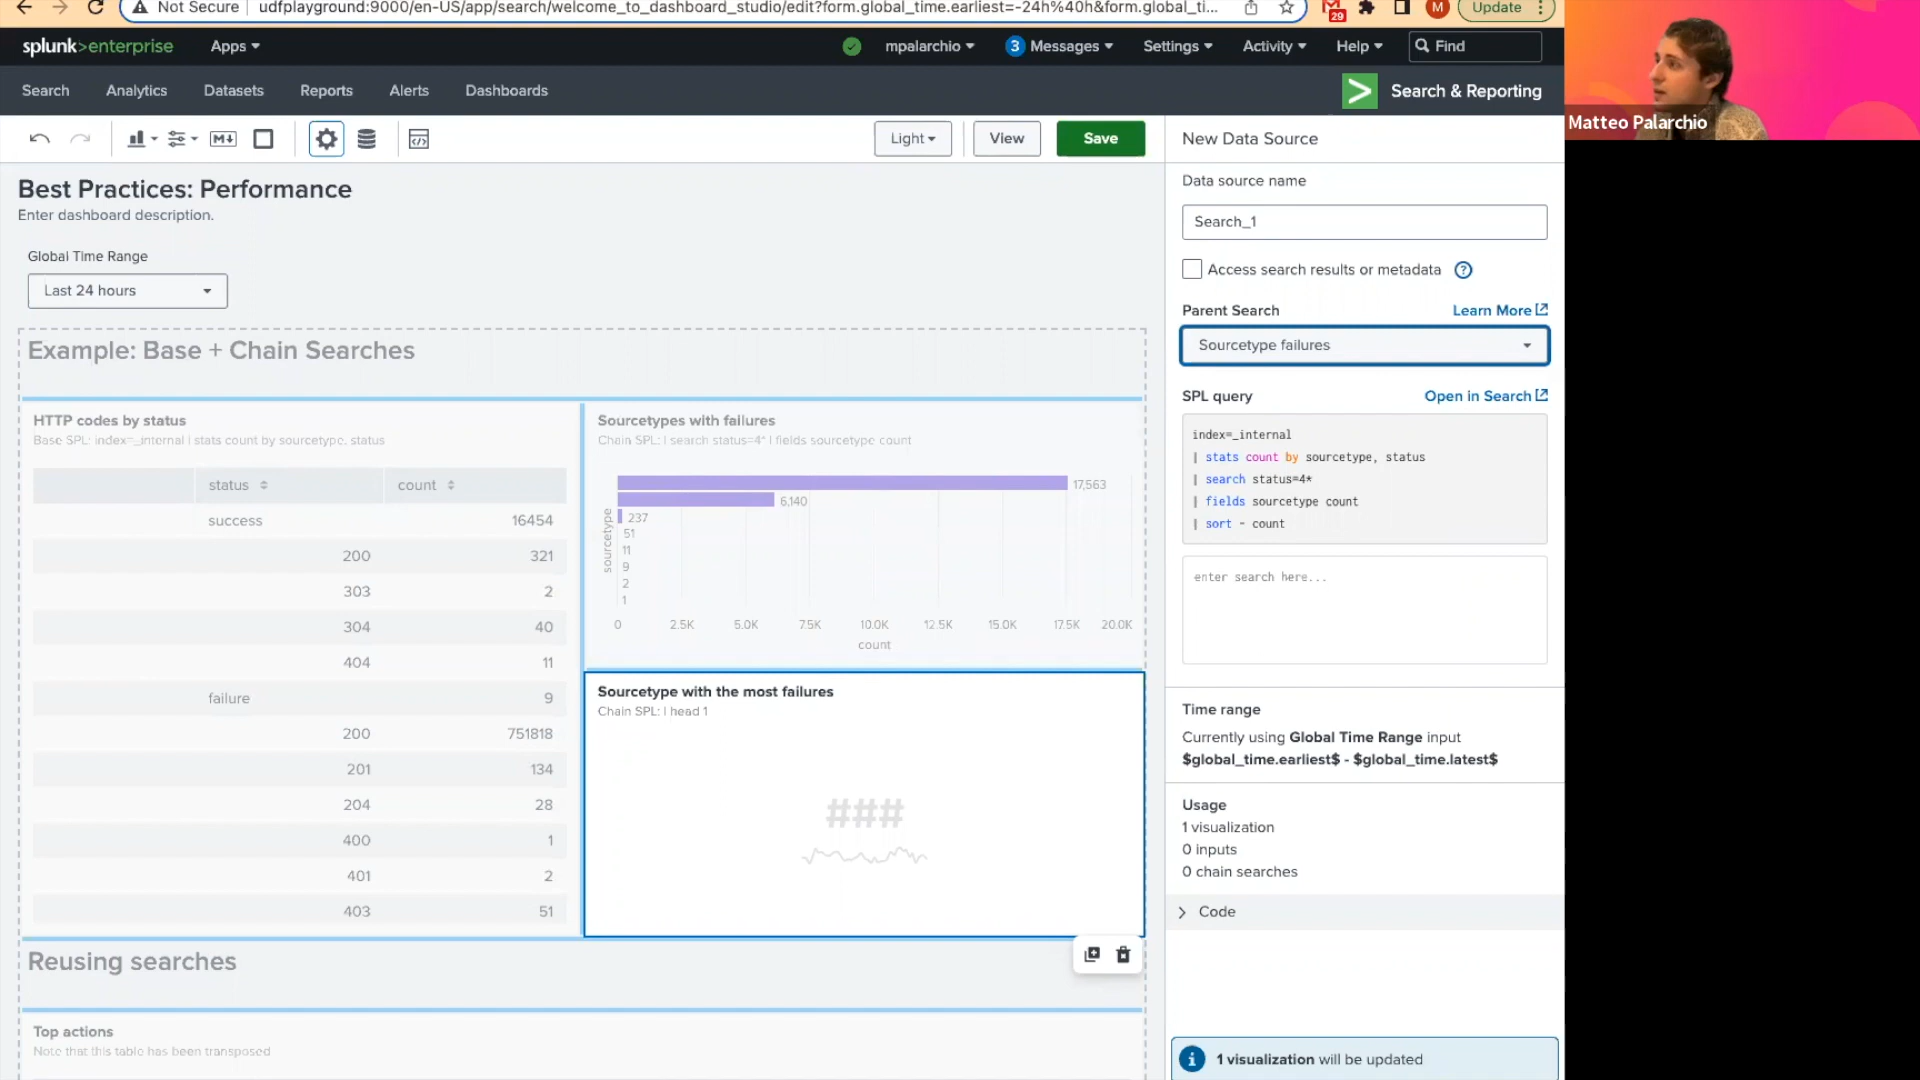 Not Secure
udfplayground:9000/en-US/app/search/welcome_to_dashboard_studio/edit?form.global_time.earliest=-24h%40h&form.global_ti...
29
M
Update
splunk>enterprise
Apps
mpalarchio
3 Messages
Settings
Activity
Help
Find
Search
Analytics
Datasets
Reports
Alerts
Dashboards
Search & Reporting
Matteo Palarchio
M
Light
View
Save
New Data Source
Best Practices: Performance
Enter dashboard description.
Global Time Range
Last 24 hours
Example: Base + Chain Searches
HTTP codes by status
Base SPL: index=_internal | stats count by sourcetype, status
status
count
success 16454
200 321
303 2
304 40
404 11
failure 9
200 751818
201 134
204 28
400 1
401 2
403 51
Sourcetypes with failures
Chain SPL: | search status=4* | fields sourcetype count
sourcetype
17,563
6,140
237
51
11
9
2
1
0 2.5K 5.0K 7.5K 10.0K 12.5K 15.0K 17.5K 20.0K
count
Sourcetype with the most failures
Chain SPL: | head 1
###
Reusing searches
Top actions
Note that this table has been transposed
Data source name
Search_1
Access search results or metadata ?
Parent Search
Learn More
Sourcetype failures
SPL query
Open in Search
index=_internal
| stats count by sourcetype, status
| search status=4*
| fields sourcetype count
| sort - count
enter search here...
Time range
Currently using Global Time Range input
$global_time.earliest$ - $global_time.latest$
Usage
1 visualization
0 inputs
0 chain searches
Code
1 visualization will be updated